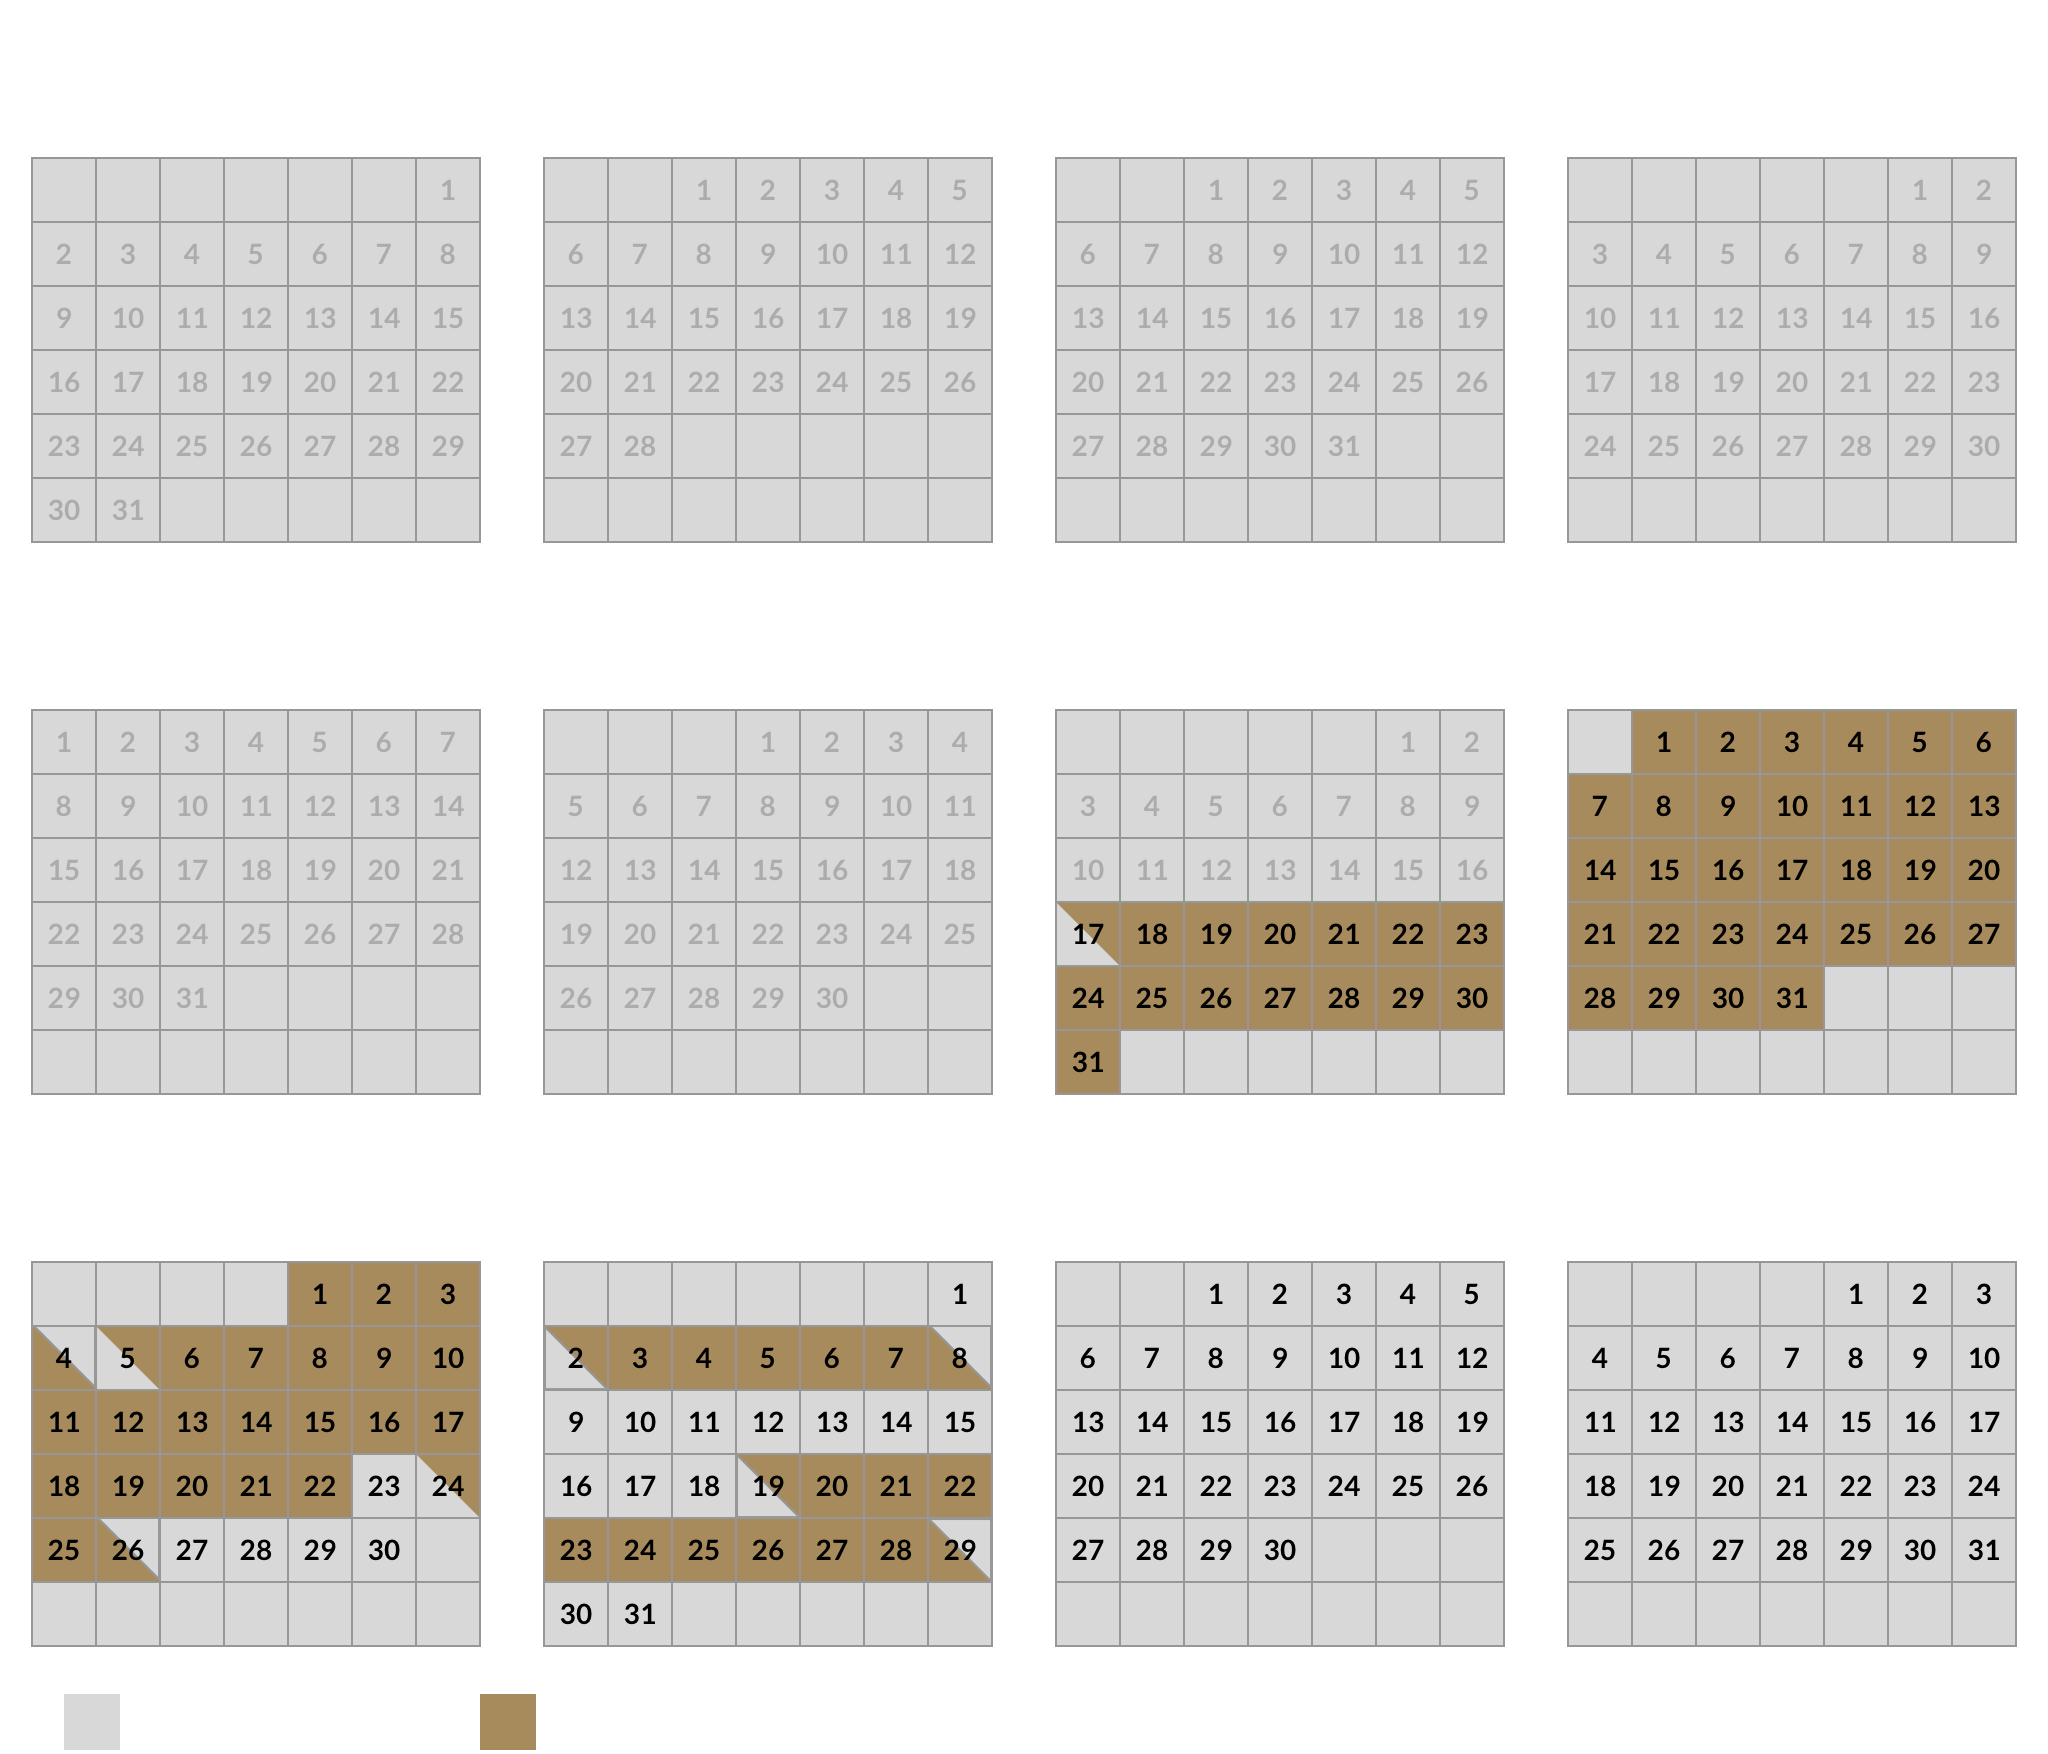 1
2 3 4 5 6 7 8
9 10 11 12 13 14 15
16 17 18 19 20 21 22
23 24 25 26 27 28 29
30 31
1 2 3 4 5
6 7 8 9 10 11 12
13 14 15 16 17 18 19
20 21 22 23 24 25 26
27 28
1 2 3 4 5
6 7 8 9 10 11 12
13 14 15 16 17 18 19
20 21 22 23 24 25 26
27 28 29 30 31
1 2
3 4 5 6 7 8 9
10 11 12 13 14 15 16
17 18 19 20 21 22 23
24 25 26 27 28 29 30
1 2 3 4 5 6 7
8 9 10 11 12 13 14
15 16 17 18 19 20 21
22 23 24 25 26 27 28
29 30 31
1 2 3 4
5 6 7 8 9 10 11
12 13 14 15 16 17 18
19 20 21 22 23 24 25
26 27 28 29 30
1 2
3 4 5 6 7 8 9
10 11 12 13 14 15 16
17 18 19 20 21 22 23
24 25 26 27 28 29 30
31
1 2 3 4 5 6
7 8 9 10 11 12 13
14 15 16 17 18 19 20
21 22 23 24 25 26 27
28 29 30 31
1 2 3
4 5 6 7 8 9 10
11 12 13 14 15 16 17
18 19 20 21 22 23 24
25 26 27 28 29 30
1
2 3 4 5 6 7 8
9 10 11 12 13 14 15
16 17 18 19 20 21 22
23 24 25 26 27 28 29
30 31
1 2 3 4 5
6 7 8 9 10 11 12
13 14 15 16 17 18 19
20 21 22 23 24 25 26
27 28 29 30
1 2 3
4 5 6 7 8 9 10
11 12 13 14 15 16 17
18 19 20 21 22 23 24
25 26 27 28 29 30 31